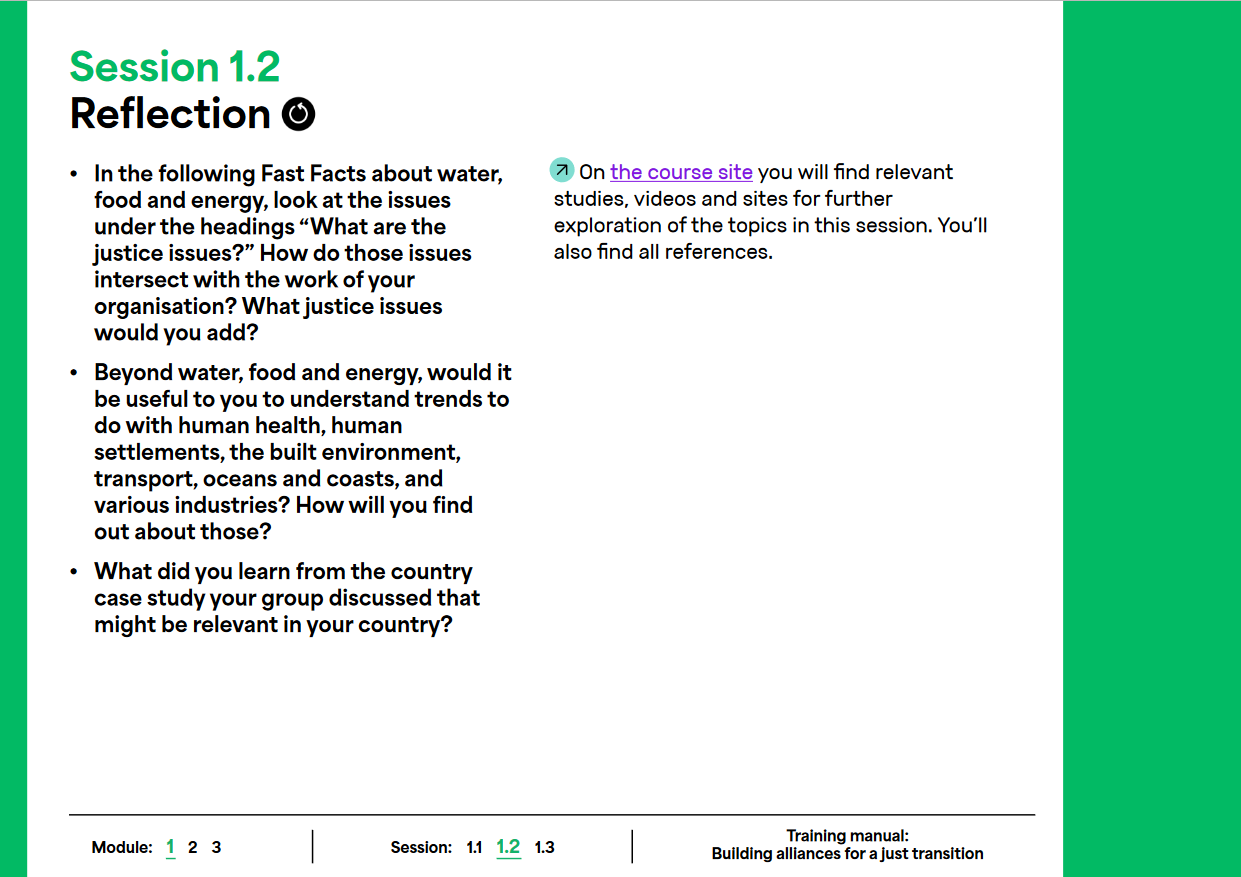 Session 1.2
Reflection
• In the following Fast Facts about water,
food and energy, look at the issues
under the headings “What are the
justice issues?” How do those issues
intersect with the work of your
organisation? What justice issues
would you add?
• Beyond water, food and energy, would it
be useful to you to understand trends to
do with human health, human
settlements, the built environment,
transport, oceans and coasts, and
various industries? How will you find
out about those?
• What did you learn from the country
case study your group discussed that
might be relevant in your country?
On the course site you will find relevant
studies, videos and sites for further
exploration of the topics in this session. You’ll
also find all references.
Module: 1 2 3
Session: 1.1 1.2 1.3
Training manual:
Building alliances for a just transition